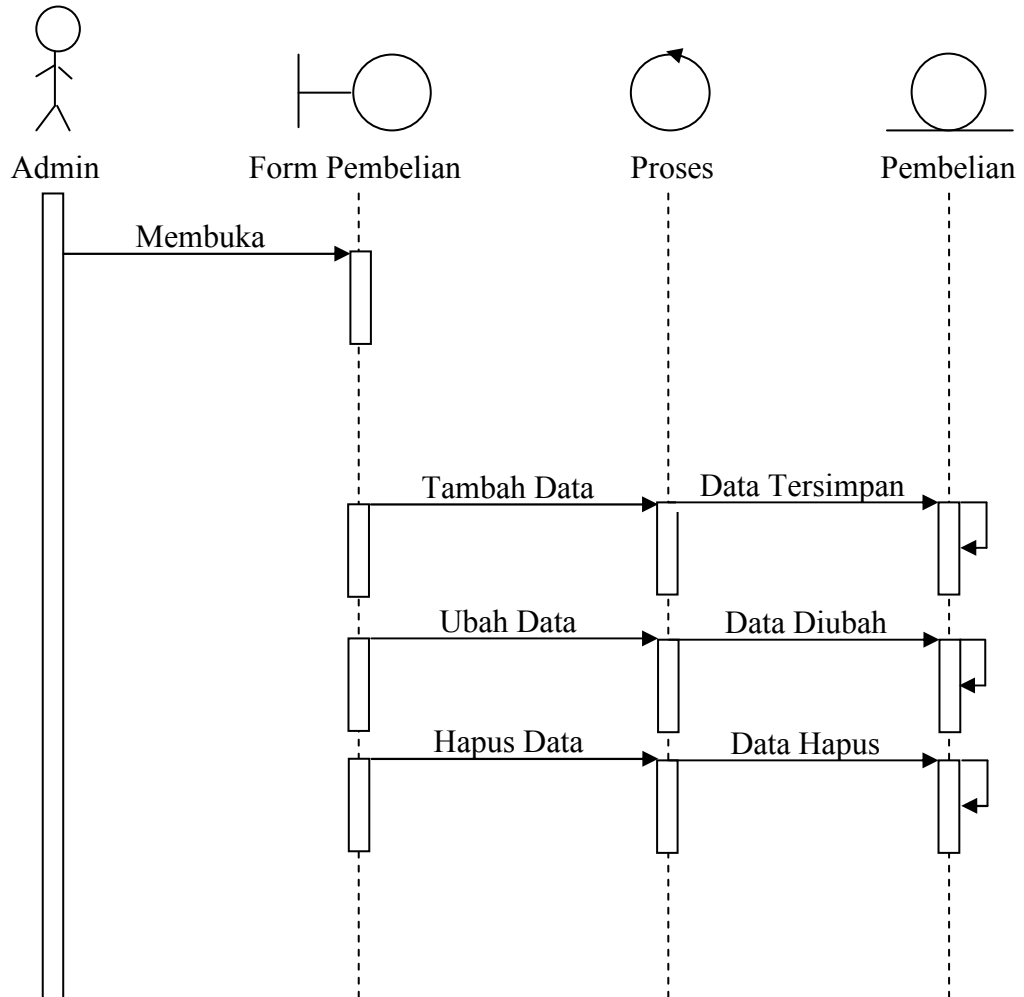 Admin
Form Pembelian
Proses
Pembelian
Membuka
Tambah Data
Data Tersimpan
Ubah Data
Data Diubah
Hapus Data
Data Hapus